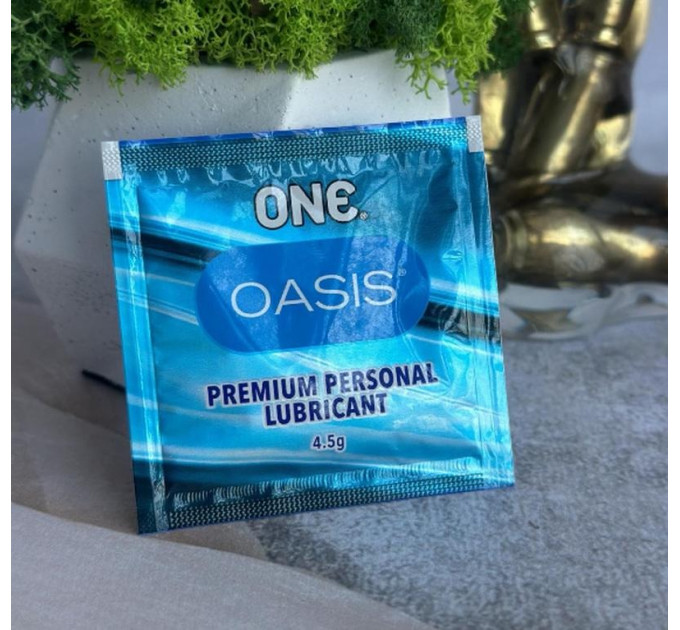 ONE®
OASIS®
PREMIUM PERSONAL
LUBRICANT
4.5g